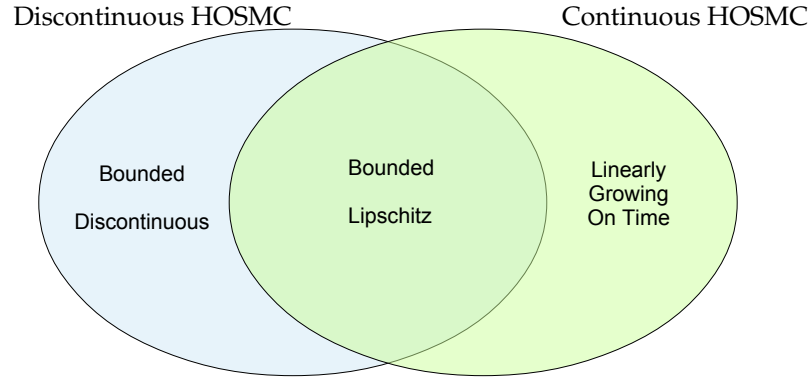 Discontinuous HOSMC
Continuous HOSMC
Bounded
Discontinuous
Bounded
Lipschitz
Linearly
Growing
On Time